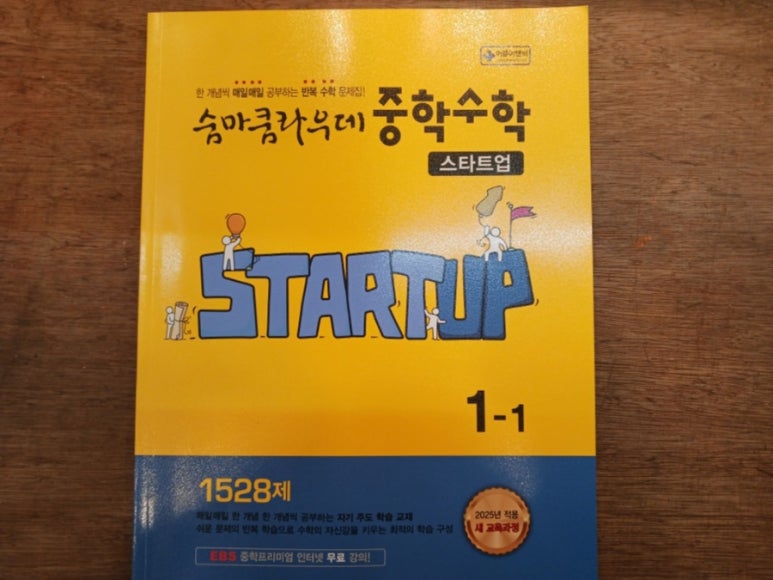 이룸이앤비
한 개념씩 매일매일 공부하는 반복 수학 문제집!
숨마쿰라우데 중학수학
스타트업
STARTUP
1-1
1528제
매일매일 한 개념 한 개념씩 공부하는 자기 주도 학습 교재
쉬운 문제의 반복 학습으로 수학의 자신감을 키우는 최적의 학습 구성
2025년 적용
새 교육과정
EBS 중학프리미엄 인터넷 무료 강의!